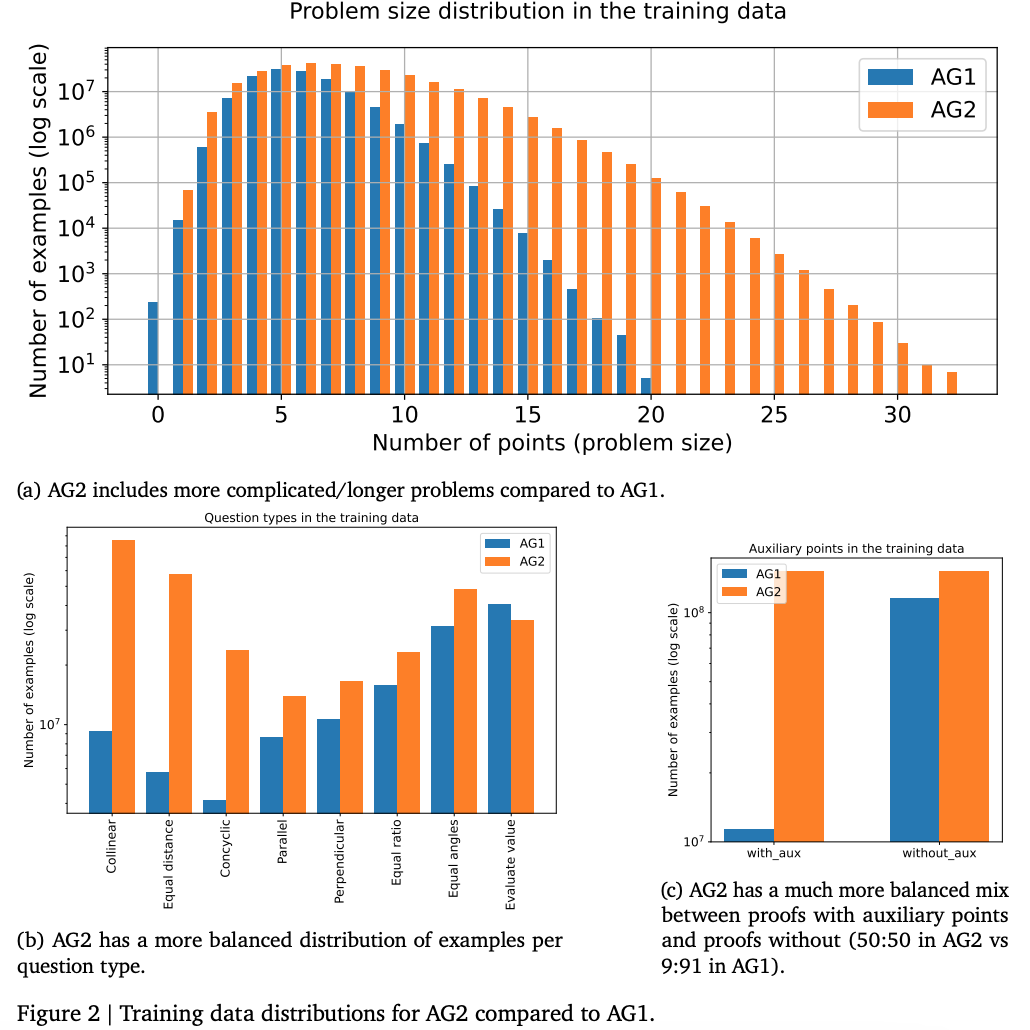 Problem size distribution in the training data
Number of examples (log scale)
10⁷
10⁶
10⁵
10⁴
10³
10²
10¹
AG1
AG2
0 5 10 15 20 25 30
Number of points (problem size)
(a) AG2 includes more complicated/longer problems compared to AG1.
Question types in the training data
Number of examples (log scale)
10⁷
AG1
AG2
Collinear
Equal distance
Concyclic
Parallel
Perpendicular
Equal ratio
Equal angles
Evaluate value
(b) AG2 has a more balanced distribution of examples per
question type.
Auxiliary points in the training data
Number of examples (log scale)
10⁸
10⁷
AG1
AG2
with_aux without_aux
(c) AG2 has a much more balanced mix
between proofs with auxiliary points
and proofs without (50:50 in AG2 vs
9:91 in AG1).
Figure 2 | Training data distributions for AG2 compared to AG1.